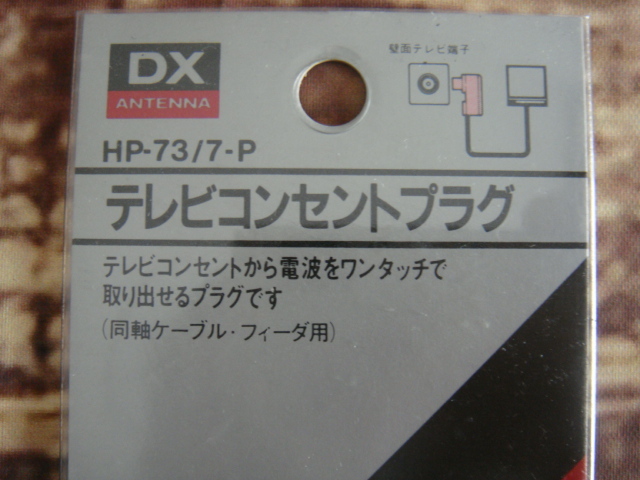 DX
ANTENNA
壁面テレビ端子
HP-73/7-P
テレビコンセントプラグ
テレビコンセントから電波をワンタッチで
取り出せるプラグです
(同軸ケーブル・フィーダ用)